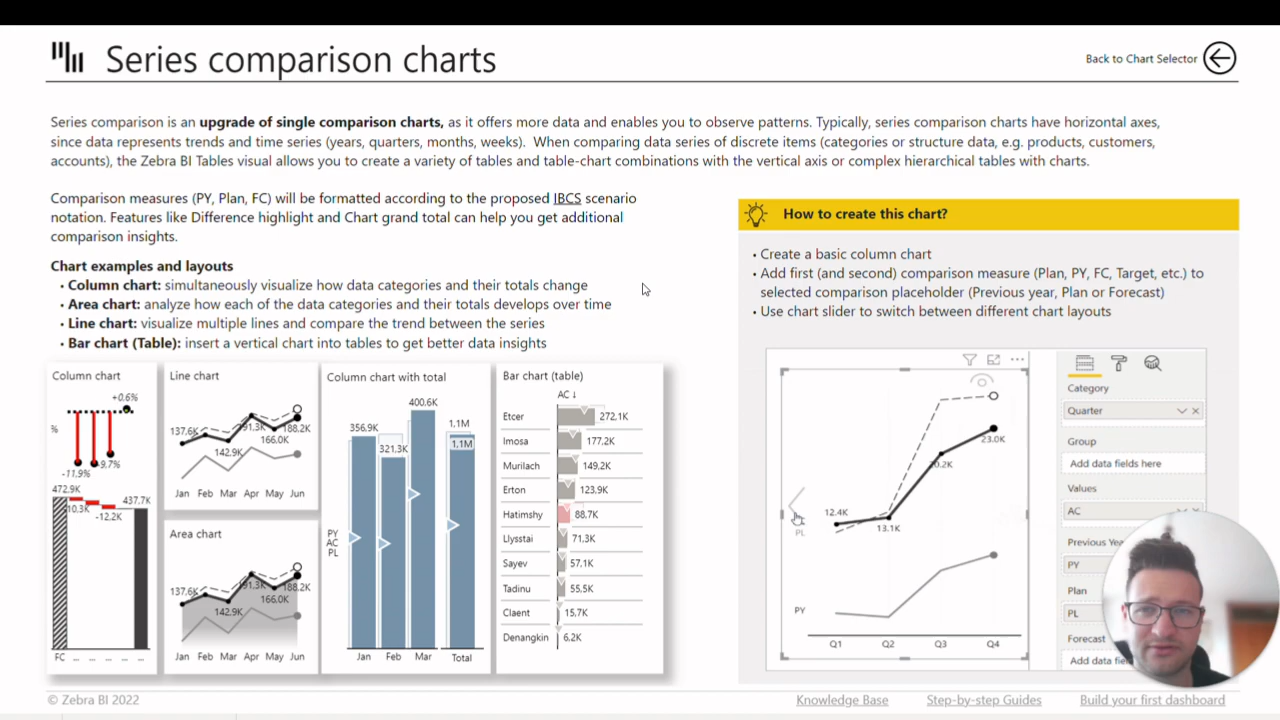 Series comparison charts
Back to Chart Selector
Series comparison is an upgrade of single comparison charts, as it offers more data and enables you to observe patterns. Typically, series comparison charts have horizontal axes,
since data represents trends and time series (years, quarters, months, weeks). When comparing data series of discrete items (categories or structure data, e.g. products, customers,
accounts), the Zebra BI Tables visual allows you to create a variety of tables and table-chart combinations with the vertical axis or complex hierarchical tables with charts.
Comparison measures (PY, Plan, FC) will be formatted according to the proposed IBCS scenario
notation. Features like Difference highlight and Chart grand total can help you get additional
comparison insights.
Chart examples and layouts
• Column chart: simultaneously visualize how data categories and their totals change
• Area chart: analyze how each of the data categories and their totals develops over time
• Line chart: visualize multiple lines and compare the trend between the series
• Bar chart (Table): insert a vertical chart into tables to get better data insights
Column chart
+0.6%
%
-9.7%
-11.9%
472.9K
10.3K
-12.2K
437.7K
FC ... ... ... ...
Line chart
137.6K
142.9K
166.0K
188.2K
Jan Feb Mar Apr May Jun
Area chart
137.6K
142.9K
166.0K
188.2K
Jan Feb Mar Apr May Jun
Column chart with total
356.9K
321.3K
400.6K
1.1M
1.1M
PY
AC
PL
Jan Feb Mar Total
Bar chart (table)
AC ↓
Etcer 272.1K
Imosa 177.2K
Murilach 149.2K
Erton 123.9K
Hatimshy 88.7K
Llysstai 71.3K
Sayev 57.1K
Tadinu 55.5K
Claent 15.7K
Denangkin 6.2K
How to create this chart?
• Create a basic column chart
• Add first (and second) comparison measure (Plan, PY, FC, Target, etc.) to
selected comparison placeholder (Previous year, Plan or Forecast)
• Use chart slider to switch between different chart layouts
PL
12.4K
13.1K
23.0K
PY
Q1 Q2 Q3 Q4
Category
Quarter
Group
Add data fields here
Values
AC
PY
Plan
PL
Forecast
Add data
© Zebra BI 2022
Knowledge Base
Step-by-step Guides
Build your first dashboard